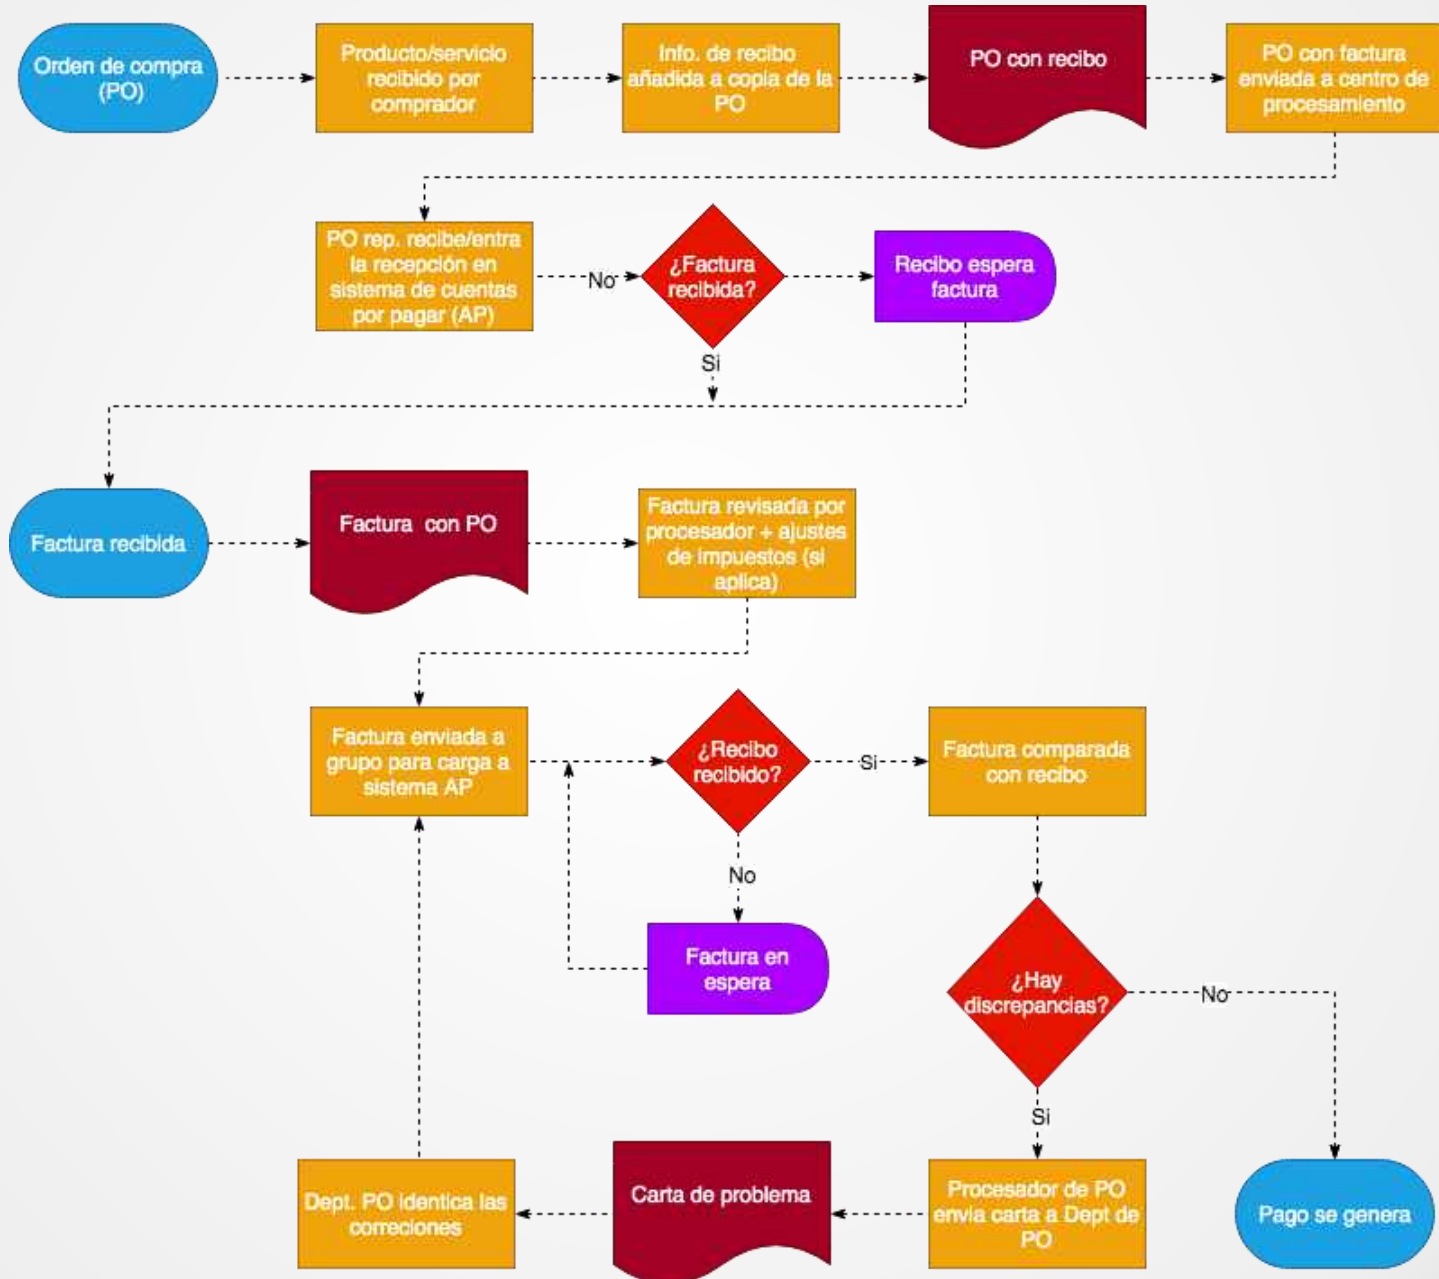 Orden de compra
(PO)
Producto/servicio
recibido por
comprador
Info. de recibo
añadida a copia de la
PO
PO con recibo
PO con factura
enviada a centro de
procesamiento
PO rep. recibe/entra
la recepción en
sistema de cuentas
por pagar (AP)
No
¿Factura
recibida?
Recibo espera
factura
Si
Factura recibida
Factura con PO
Factura revisada por
procesador + ajustes
de impuestos (si
aplica)
Factura enviada a
grupo para carga a
sistema AP
¿Recibo
recibido?
Si
Factura comparada
con recibo
No
Factura en
espera
¿Hay
discrepancias?
No
Si
Dept. PO identica las
correciones
Carta de problema
Procesador de PO
envia carta a Dept de
PO
Pago se genera